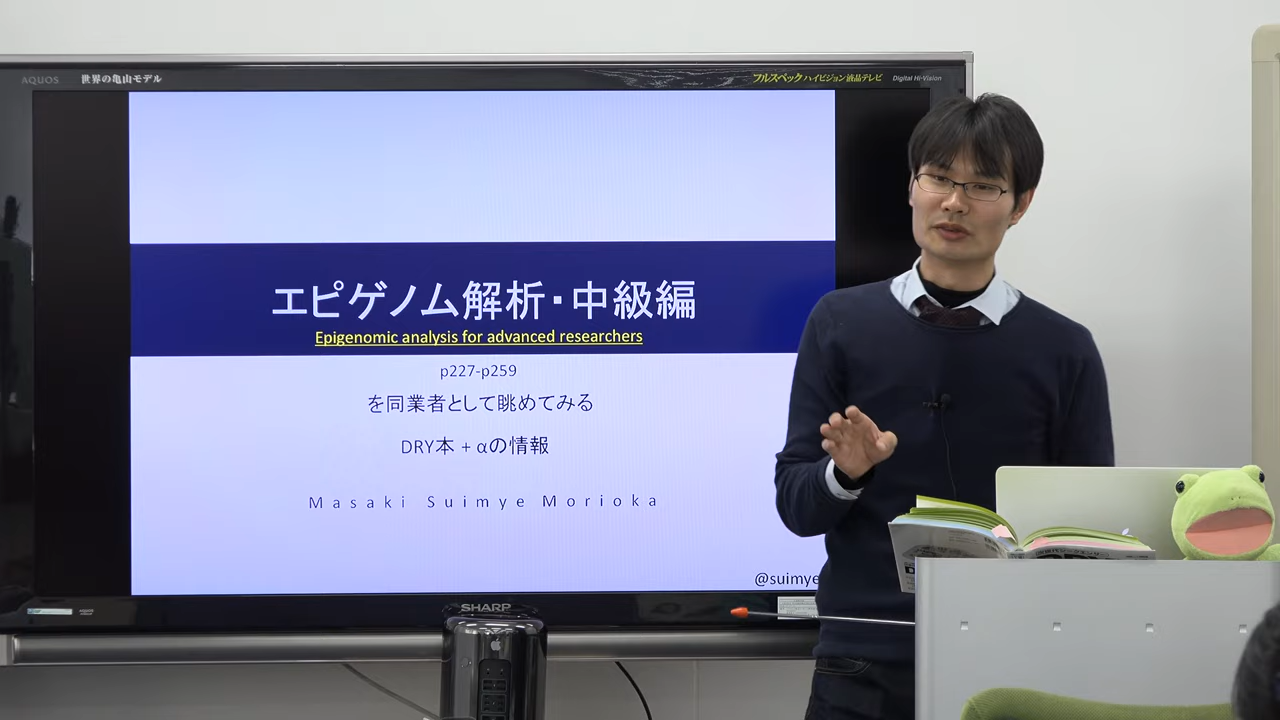 AQUOS 世界の亀山モデル
フルスペックハイビジョン液晶テレビ Digital Hi-Vision
エピゲノム解析・中級編
Epigenomic analysis for advanced researchers
p227-p259
を同業者として眺めてみる
DRY本 + αの情報
Masaki Suimye Morioka
@suimye
SHARP